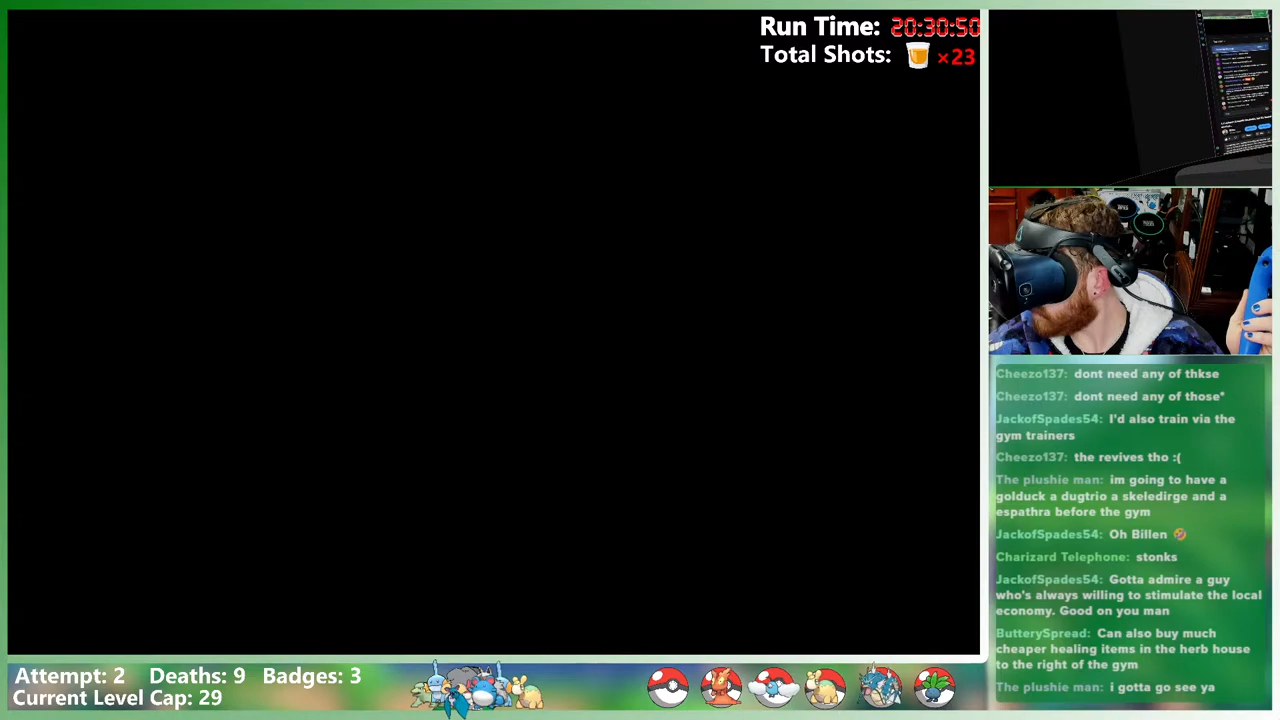 Run Time: 20:30:50
Total Shots: ×23
Cheezo137: dont need any of thkse
Cheezo137: dont need any of those*
JackofSpades54: I'd also train via the
gym trainers
Cheezo137: the revives tho :(
The plushie man: im going to have a
golduck a dugtrio a skeledirge and a
espathra before the gym
JackofSpades54: Oh Billen 🤣
Charizard Telephone: stonks
JackofSpades54: Gotta admire a guy
who's always willing to stimulate the local
economy. Good on you man
ButterySpread: Can also buy much
cheaper healing items in the herb house
to the right of the gym
The plushie man: i gotta go see ya
Attempt: 2 Deaths: 9 Badges: 3
Current Level Cap: 29